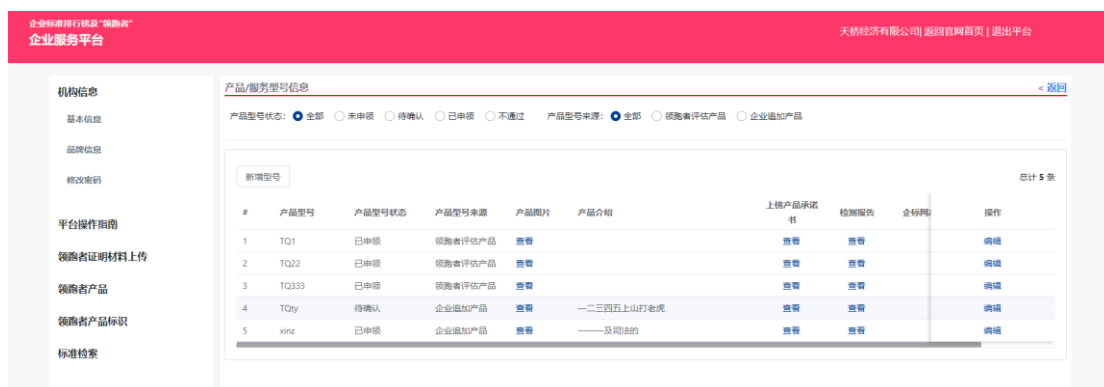 企业标准排行榜及“领跑者”
企业服务平台
天桥经济有限公司| 返回官网首页 | 退出平台
机构信息
基本信息
品牌信息
修改密码
平台操作指南
领跑者证明材料上传
领跑者产品
领跑者产品标识
标准检索
产品/服务型号信息
< 返回
产品型号状态： 全部 未申领 待确认 已申领 不通过 产品型号来源： 全部 领跑者评估产品 企业追加产品
新增型号
总计 5 条
# 产品型号 产品型号状态 产品型号来源 产品图片 产品介绍 上榜产品承诺书 检测报告 企标网 操作
1 TQ1 已申领 领跑者评估产品 查看 查看 查看 编辑
2 TQ22 已申领 领跑者评估产品 查看 查看 查看 编辑
3 TQ333 已申领 领跑者评估产品 查看 查看 查看 编辑
4 TQty 待确认 企业追加产品 查看 一二三四五上山打老虎 查看 查看 编辑
5 xinz 已申领 企业追加产品 查看 一一一及司法的 查看 查看 编辑